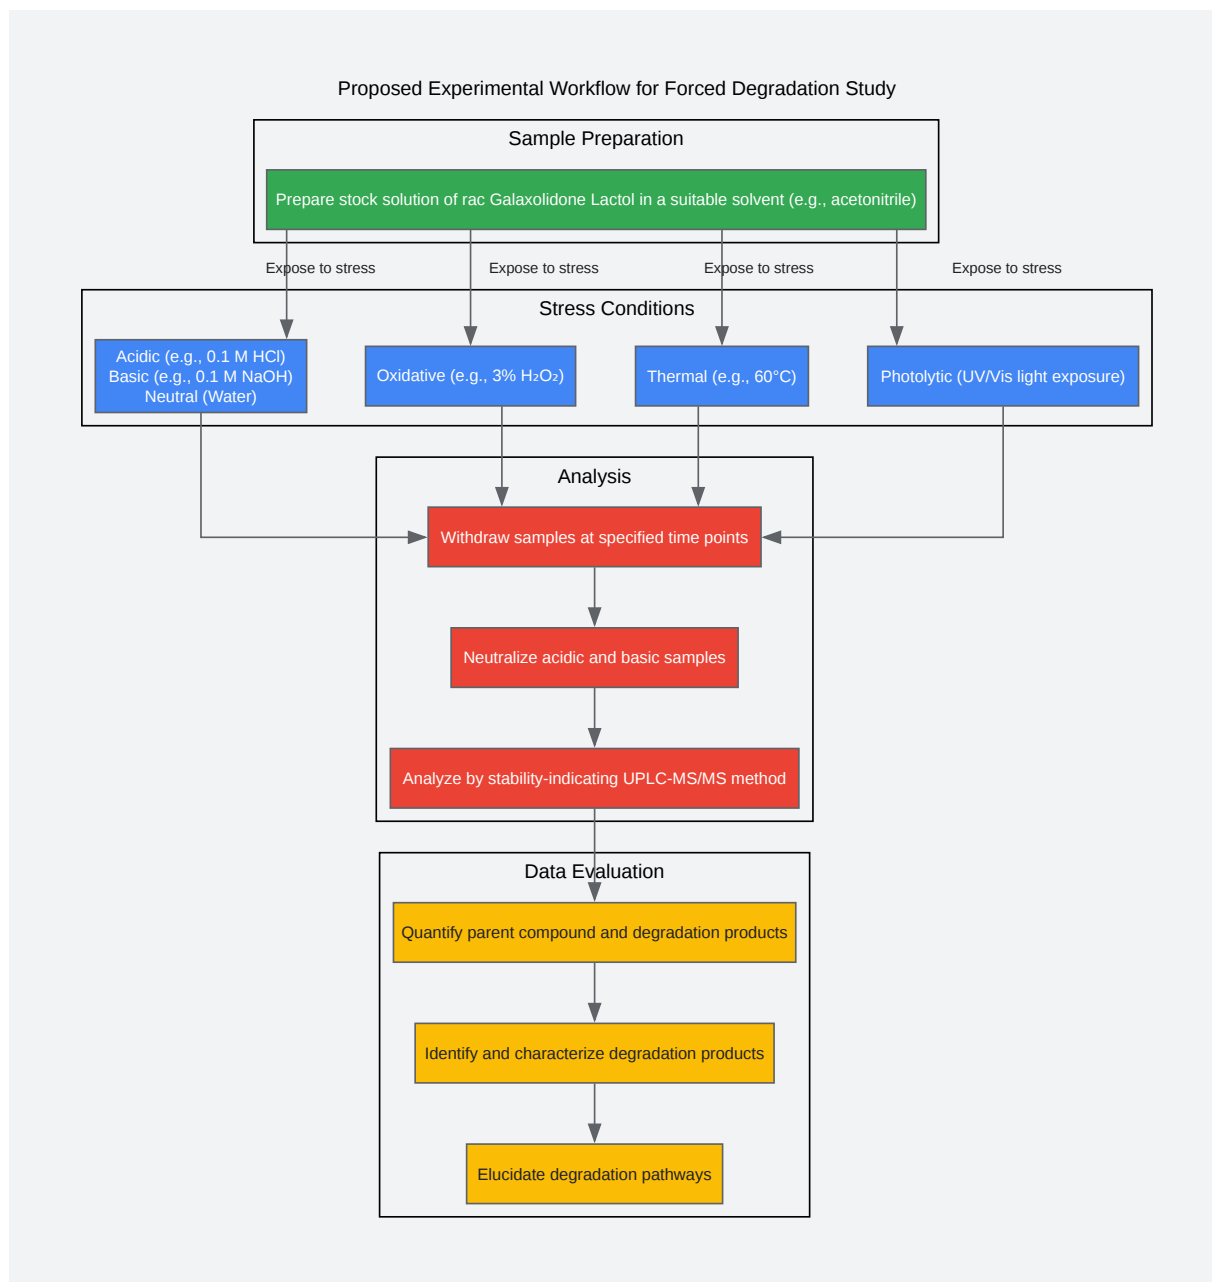 Proposed Experimental Workflow for Forced Degradation Study
Sample Preparation
Prepare stock solution of rac Galaxolidone Lactol in a suitable solvent (e.g., acetonitrile)
Expose to stress
Expose to stress
Expose to stress
Expose to stress
Stress Conditions
Acidic (e.g., 0.1 M HCl)
Basic (e.g., 0.1 M NaOH)
Neutral (Water)
Oxidative (e.g., 3% H₂O₂)
Thermal (e.g., 60°C)
Photolytic (UV/Vis light exposure)
Analysis
Withdraw samples at specified time points
Neutralize acidic and basic samples
Analyze by stability-indicating UPLC-MS/MS method
Data Evaluation
Quantify parent compound and degradation products
Identify and characterize degradation products
Elucidate degradation pathways